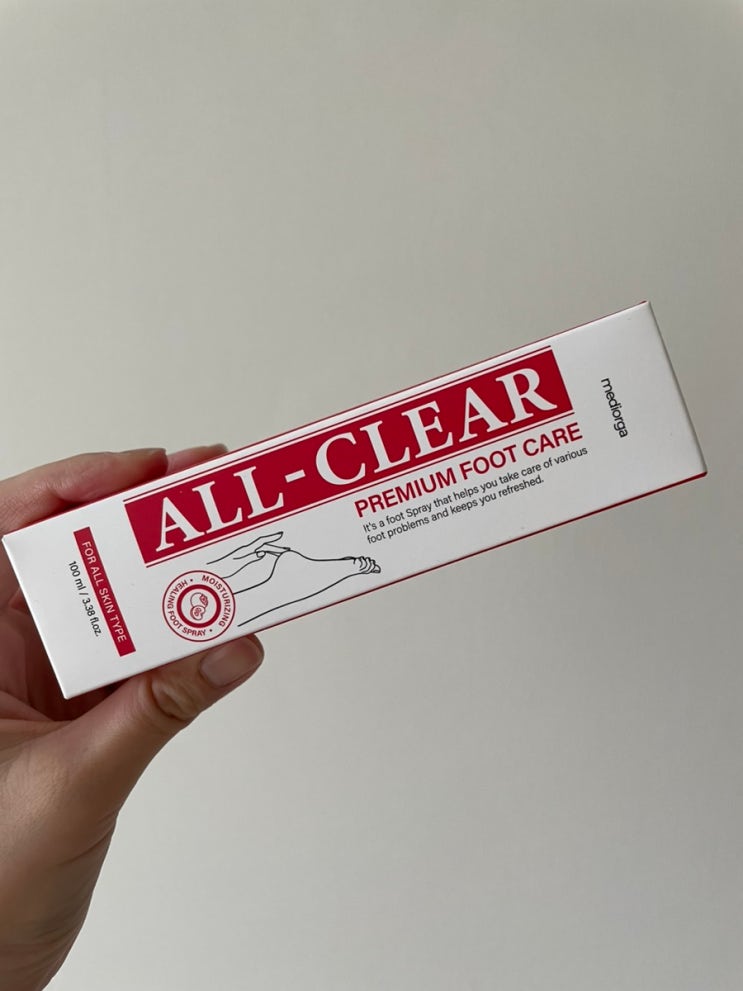 ALL-CLEAR
PREMIUM FOOT CARE
It's a foot Spray that helps you take care of various
foot problems and keeps you refreshed.
mediorga
FOR ALL SKIN TYPE
100 ml / 3.38 fl.oz.
MOISTURIZING • HEALING FOOT SPRAY •